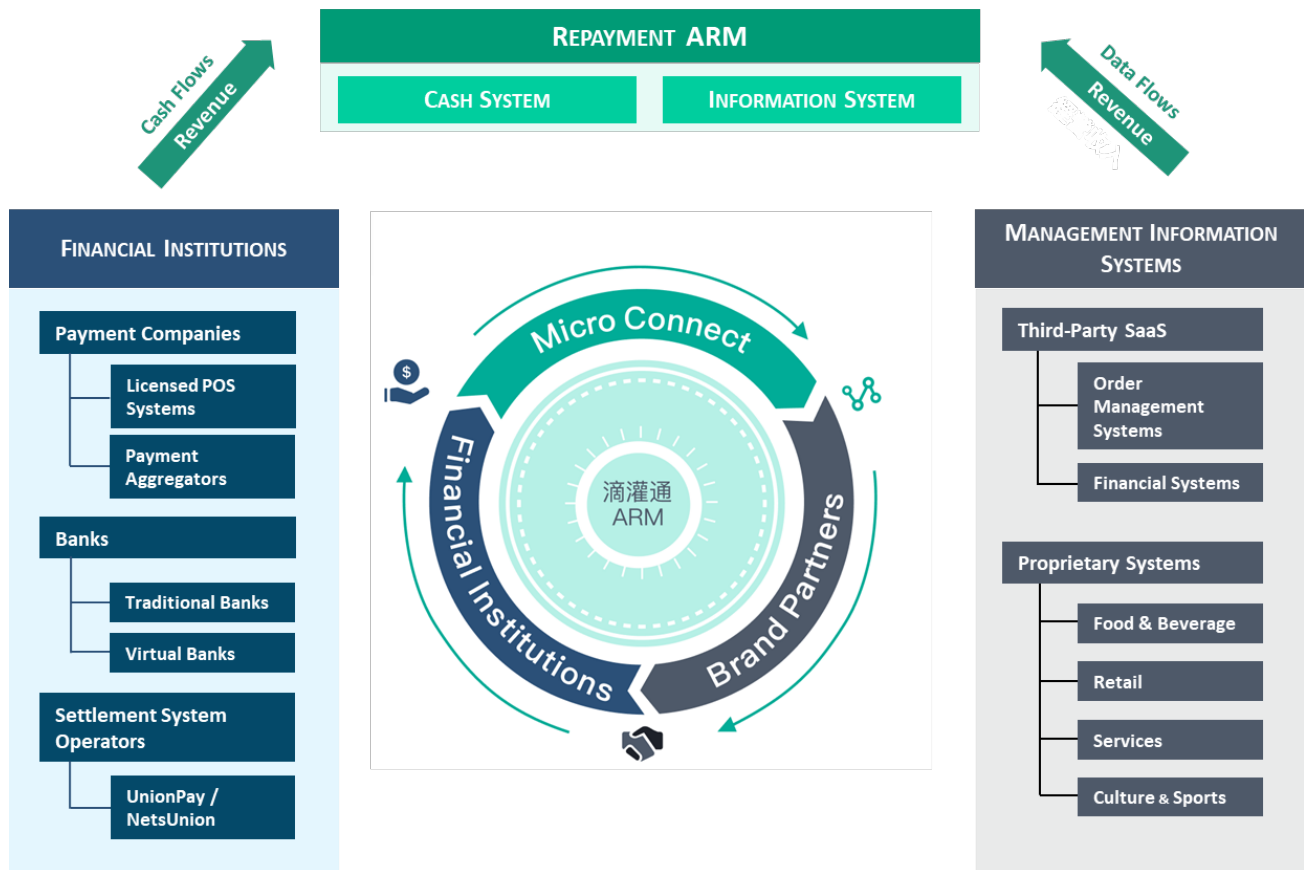 REPAYMENT ARM
CASH SYSTEM
INFORMATION SYSTEM
Cash Flows
Revenue
Data Flows
Revenue
FINANCIAL INSTITUTIONS
Payment Companies
Licensed POS
Systems
Payment
Aggregators
Banks
Traditional Banks
Virtual Banks
Settlement System
Operators
UnionPay /
NetsUnion
$
Micro Connect
Financial Institutions
Brand Partners
滴灌通
ARM
MANAGEMENT INFORMATION
SYSTEMS
Third-Party SaaS
Order
Management
Systems
Financial Systems
Proprietary Systems
Food & Beverage
Retail
Services
Culture & Sports